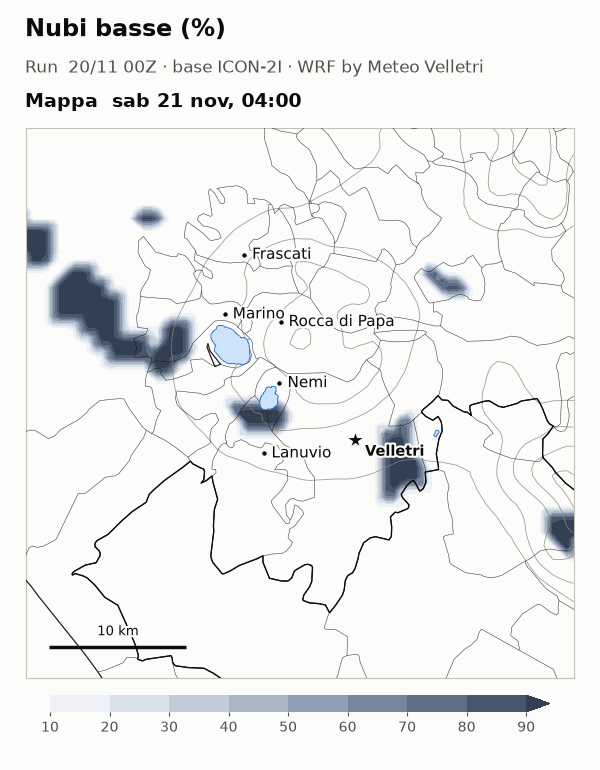 Nubi basse (%)
Run  20/11 00Z · base ICON-2I · WRF by Meteo Velletri
Mappa  sab 21 nov, 04:00
Frascati
Marino
Rocca di Papa
Nemi
Velletri
Lanuvio
10 km
10 20 30 40 50 60 70 80 90